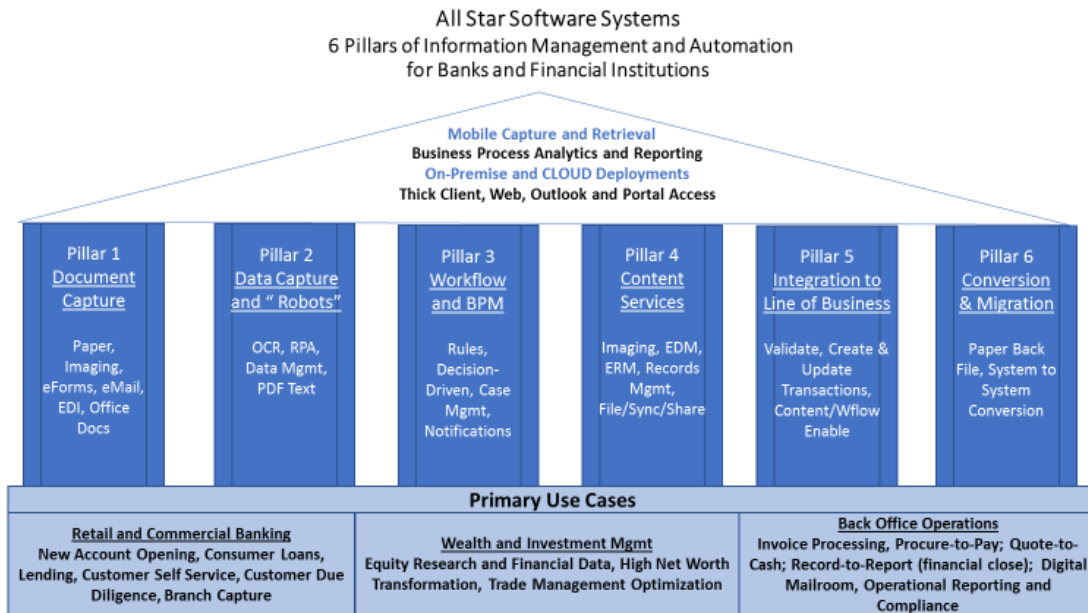 All Star Software Systems
6 Pillars of Information Management and Automation
for Banks and Financial Institutions
Mobile Capture and Retrieval
Business Process Analytics and Reporting
On-Premise and CLOUD Deployments
Thick Client, Web, Outlook and Portal Access
Pillar 1
Document
Capture
Paper,
Imaging,
eForms, eMail,
EDI, Office
Docs
Pillar 2
Data Capture
and “ Robots”
OCR, RPA,
Data Mgmt,
PDF Text
Pillar 3
Workflow
and BPM
Rules,
Decision-
Driven, Case
Mgmt,
Notifications
Pillar 4
Content
Services
Imaging, EDM,
ERM, Records
Mgmt,
File/Sync/Share
Pillar 5
Integration to
Line of Business
Validate, Create &
Update
Transactions,
Content/Wflow
Enable
Pillar 6
Conversion
& Migration
Paper Back
File, System to
System
Conversion
Primary Use Cases
Retail and Commercial Banking
New Account Opening, Consumer Loans,
Lending, Customer Self Service, Customer Due
Diligence, Branch Capture
Wealth and Investment Mgmt
Equity Research and Financial Data, High Net Worth
Transformation, Trade Management Optimization
Back Office Operations
Invoice Processing, Procure-to-Pay; Quote-to-
Cash; Record-to-Report (financial close); Digital
Mailroom, Operational Reporting and
Compliance